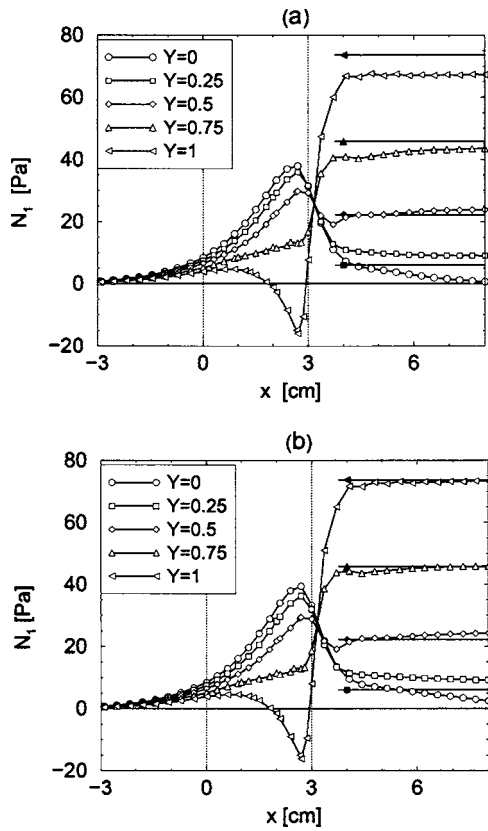 (a)
80
60
40
20
0
−20
N₁ [Pa]
Y=0
Y=0.25
Y=0.5
Y=0.75
Y=1
−3
0
3
6
x [cm]
(b)
80
60
40
20
0
−20
N₁ [Pa]
Y=0
Y=0.25
Y=0.5
Y=0.75
Y=1
−3
0
3
6
x [cm]